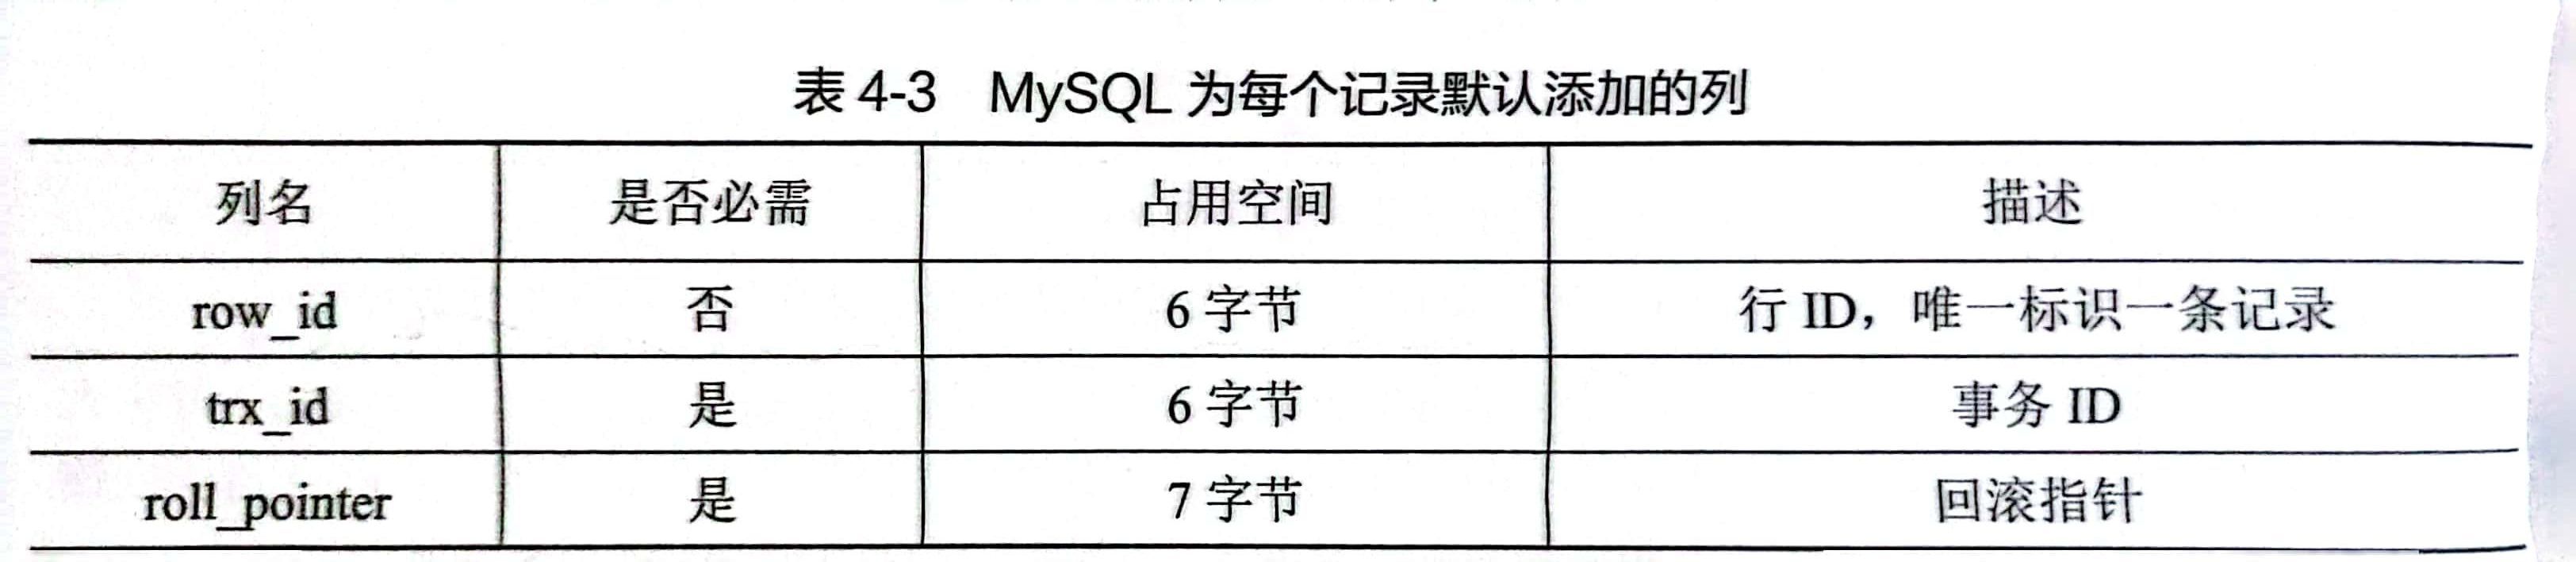 表 4-3 MySQL 为每个记录默认添加的列
列名 是否必需 占用空间 描述
row_id 否 6 字节 行 ID，唯一标识一条记录
trx_id 是 6 字节 事务 ID
roll_pointer 是 7 字节 回滚指针